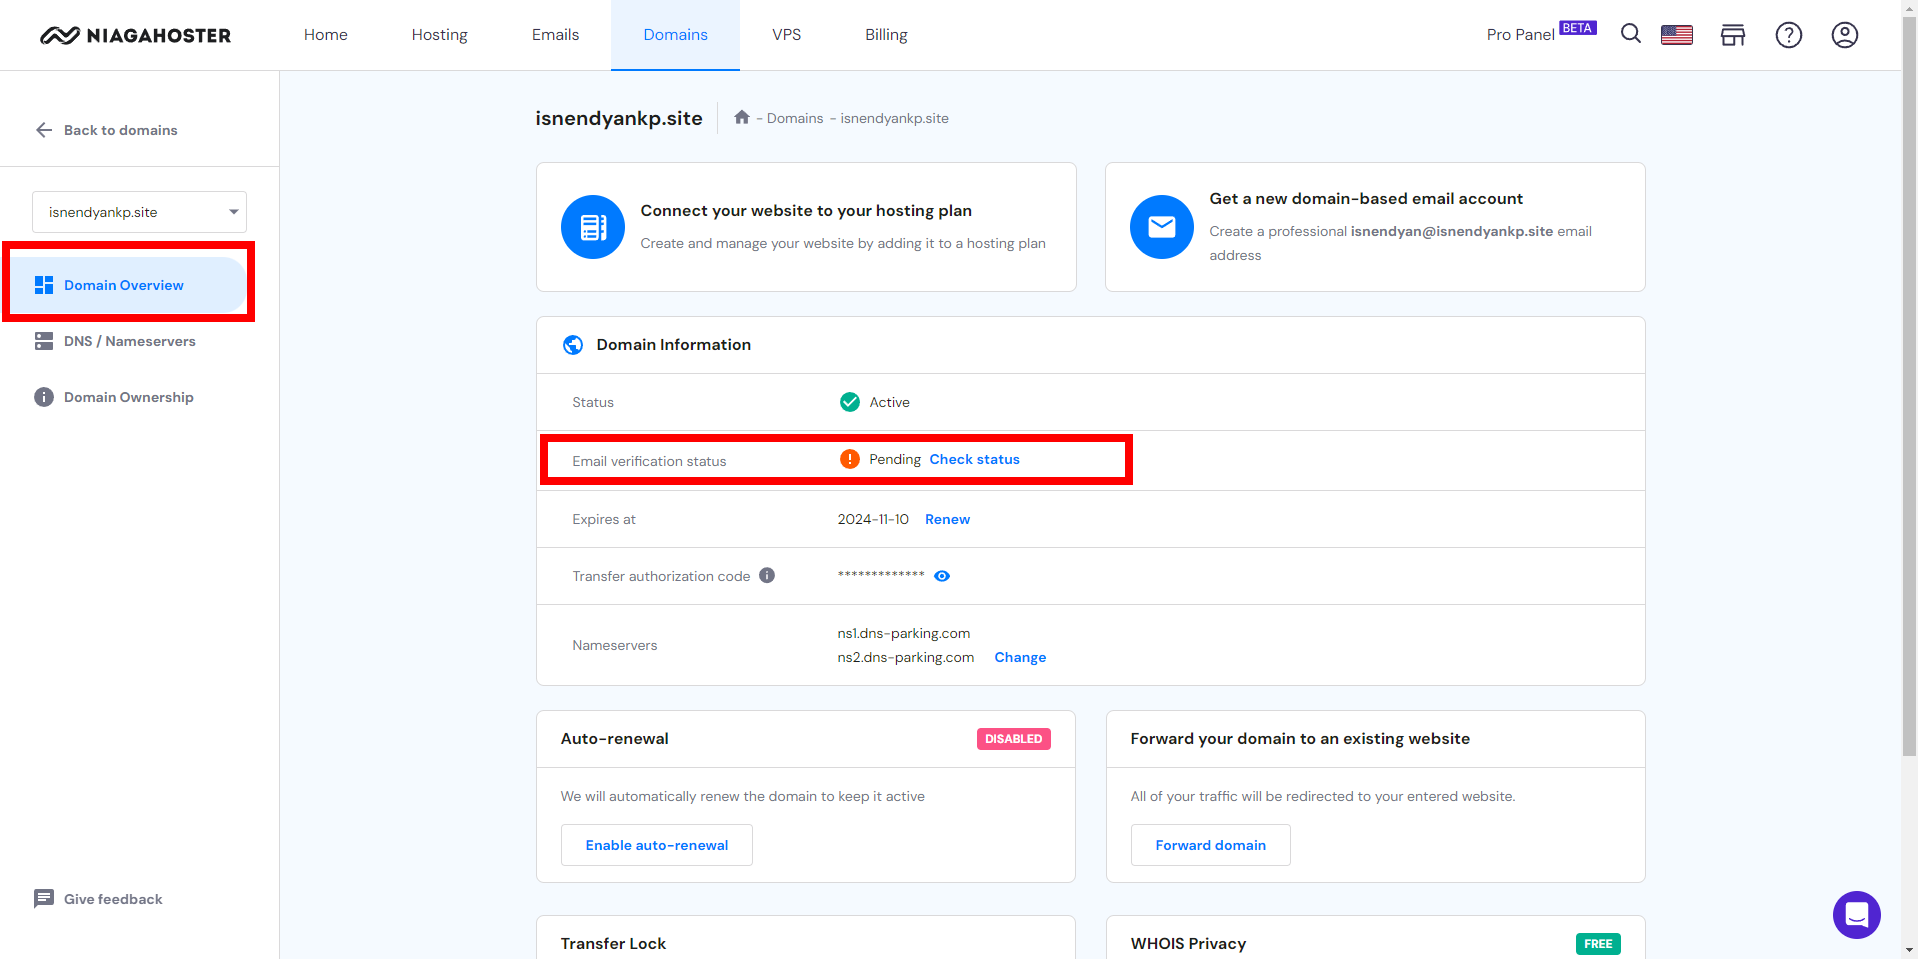 NIAGAHOSTER
Home
Hosting
Emails
Domains
VPS
Billing
Pro Panel BETA
Back to domains
isnendyankp.site
Domain Overview
DNS / Nameservers
Domain Ownership
Give feedback
isnendyankp.site
- Domains - isnendyankp.site
Connect your website to your hosting plan
Create and manage your website by adding it to a hosting plan
Get a new domain-based email account
Create a professional isnendyan@isnendyankp.site email
address
Domain Information
Status Active
Email verification status Pending Check status
Expires at 2024-11-10 Renew
Transfer authorization code *************
Nameservers
ns1.dns-parking.com
ns2.dns-parking.com Change
Auto-renewal DISABLED
We will automatically renew the domain to keep it active
Enable auto-renewal
Forward your domain to an existing website
All of your traffic will be redirected to your entered website.
Forward domain
Transfer Lock
WHOIS Privacy FREE